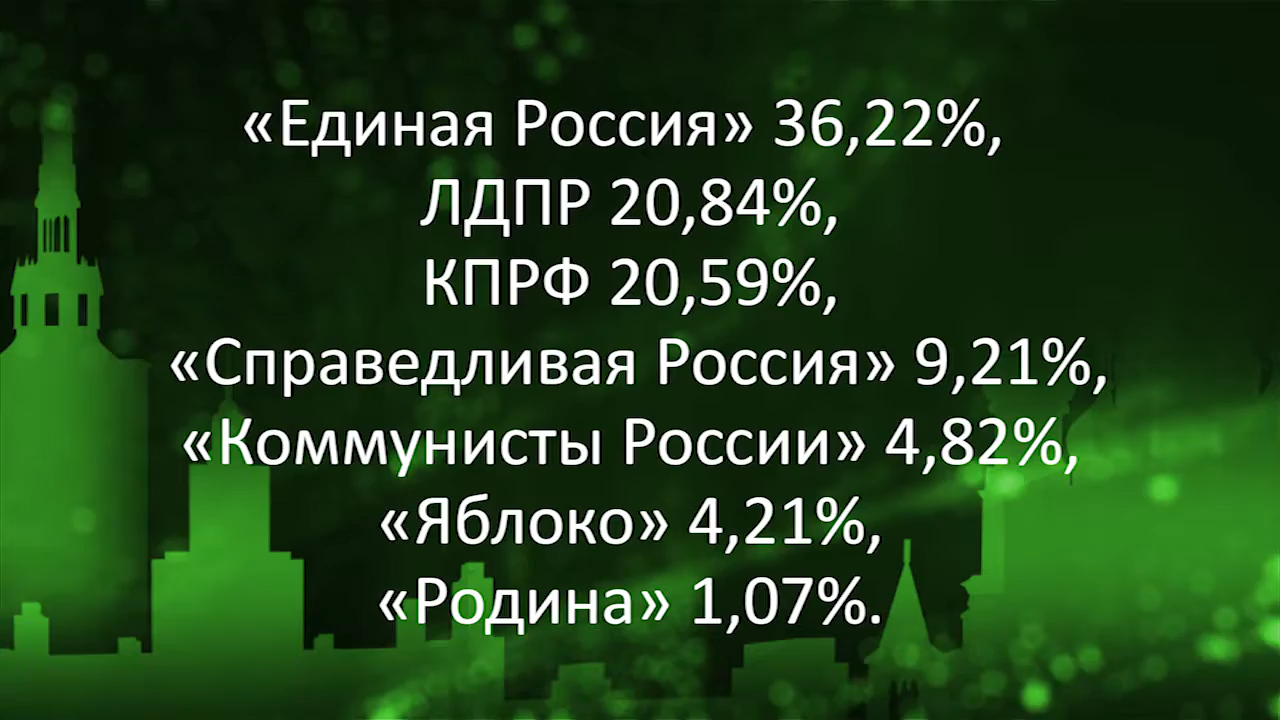 «Единая Россия» 36,22%,
ЛДПР 20,84%,
КПРФ 20,59%,
«Справедливая Россия» 9,21%,
«Коммунисты России» 4,82%,
«Яблоко» 4,21%,
«Родина» 1,07%.